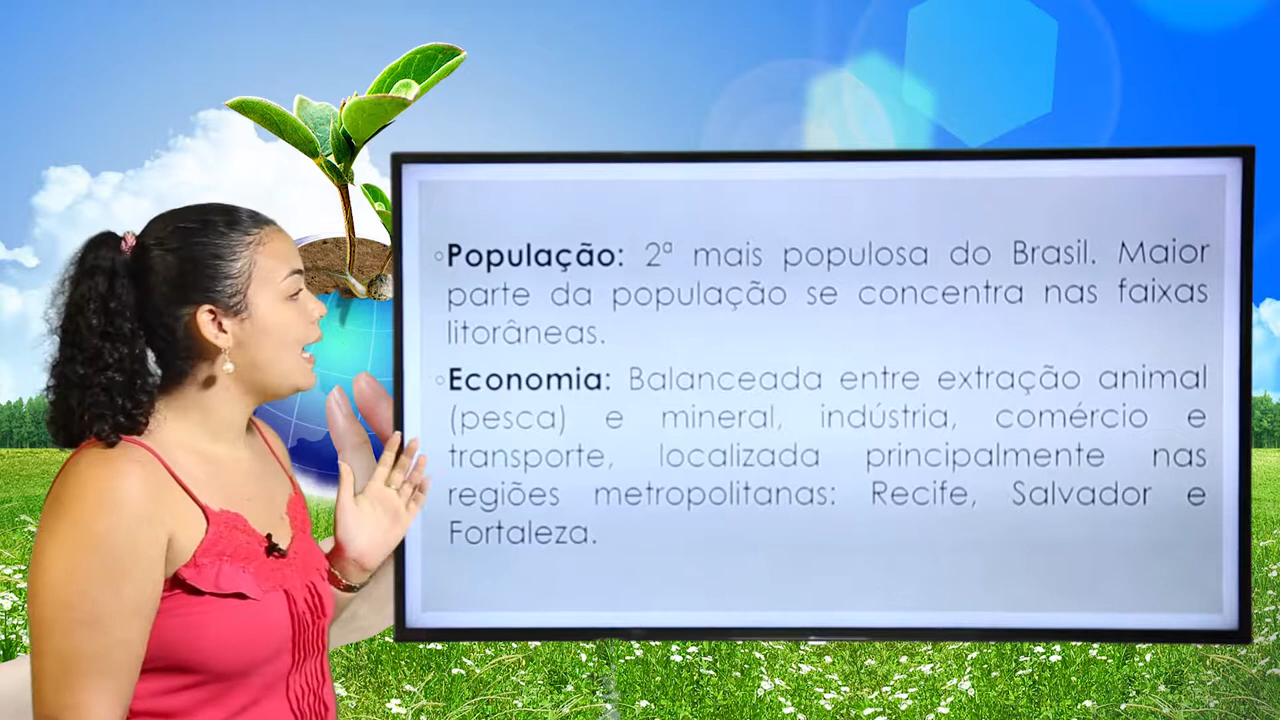 ◦População: 2ª mais populosa do Brasil. Maior
parte da população se concentra nas faixas
litorâneas.
◦Economia: Balanceada entre extração animal
(pesca) e mineral, indústria, comércio e
transporte, localizada principalmente nas
regiões metropolitanas: Recife, Salvador e
Fortaleza.